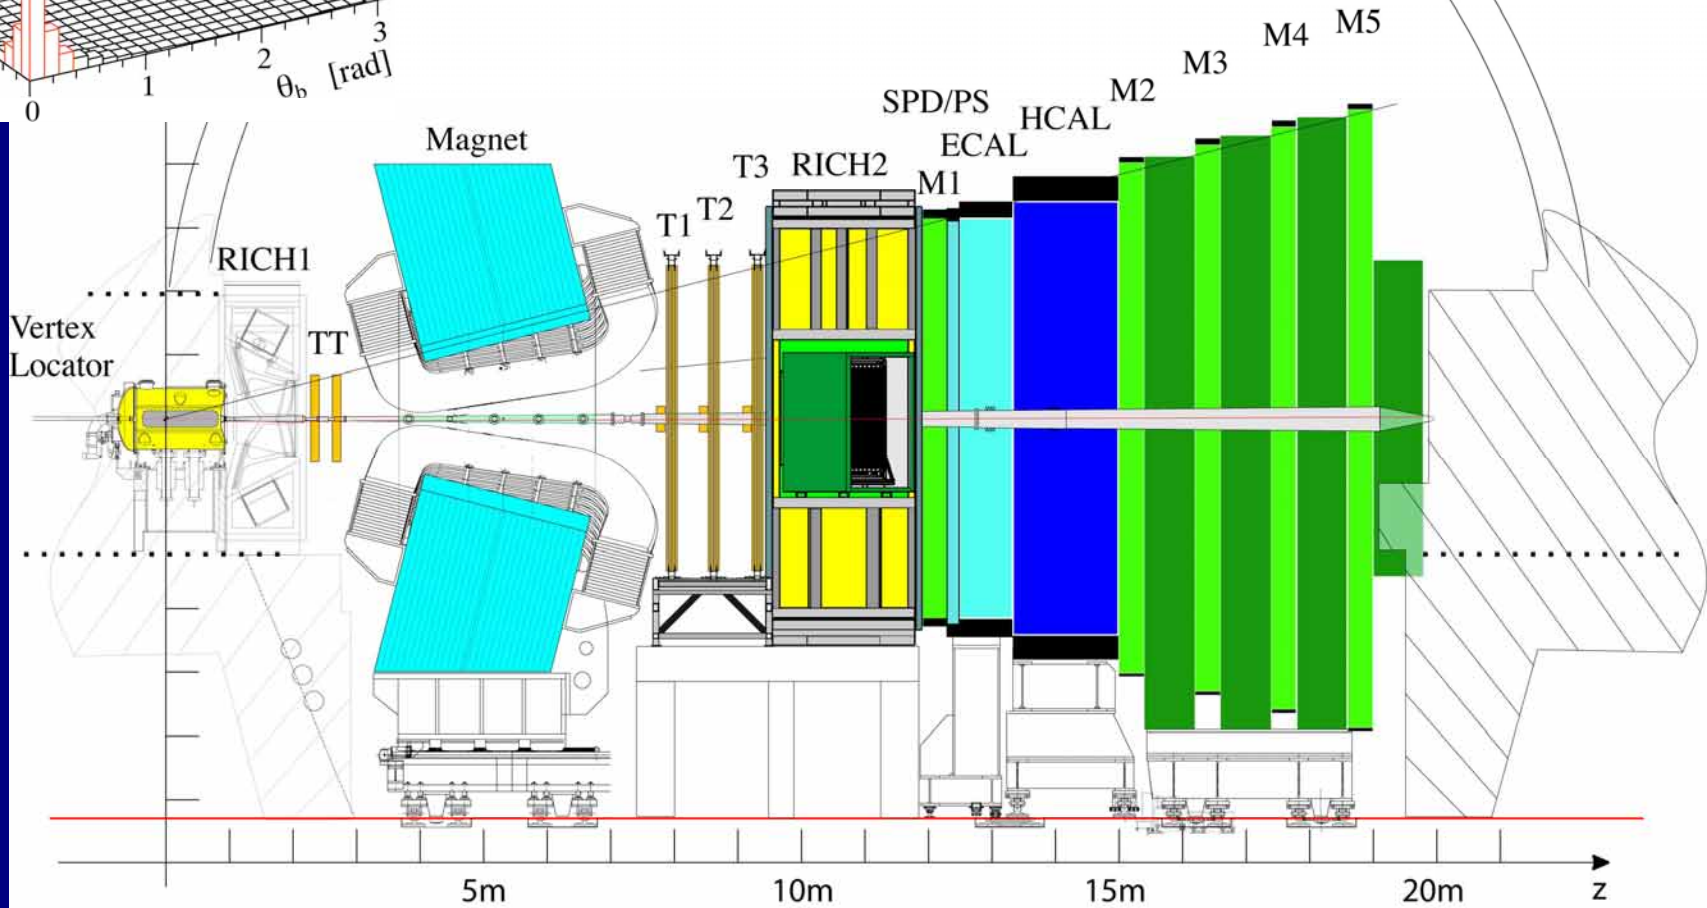 3
2
1
0
θb [rad]
M5
M4
M3
M2
SPD/PS
HCAL
ECAL
Magnet
T3
RICH2
M1
T2
T1
RICH1
Vertex
Locator
TT
5m
10m
15m
20m
z